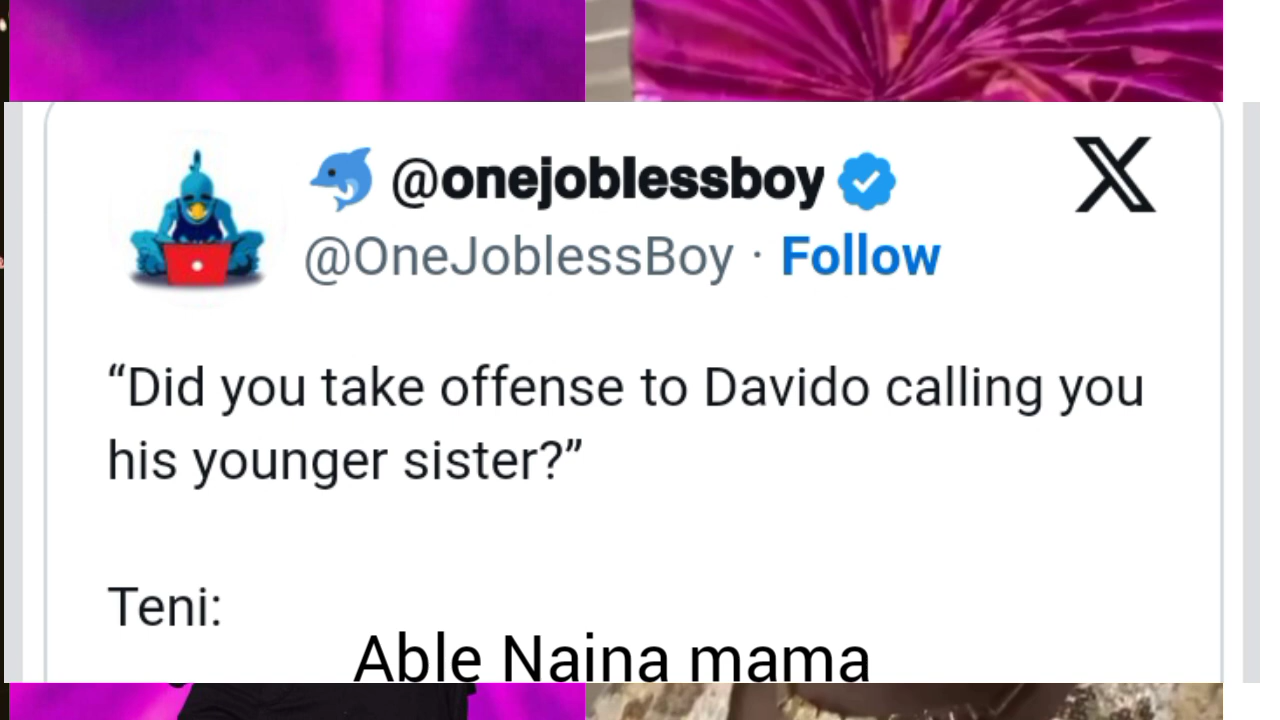 🐬 @onejoblessboy
@OneJoblessBoy · Follow
“Did you take offense to Davido calling you
his younger sister?”
Teni:
Able Naina mama